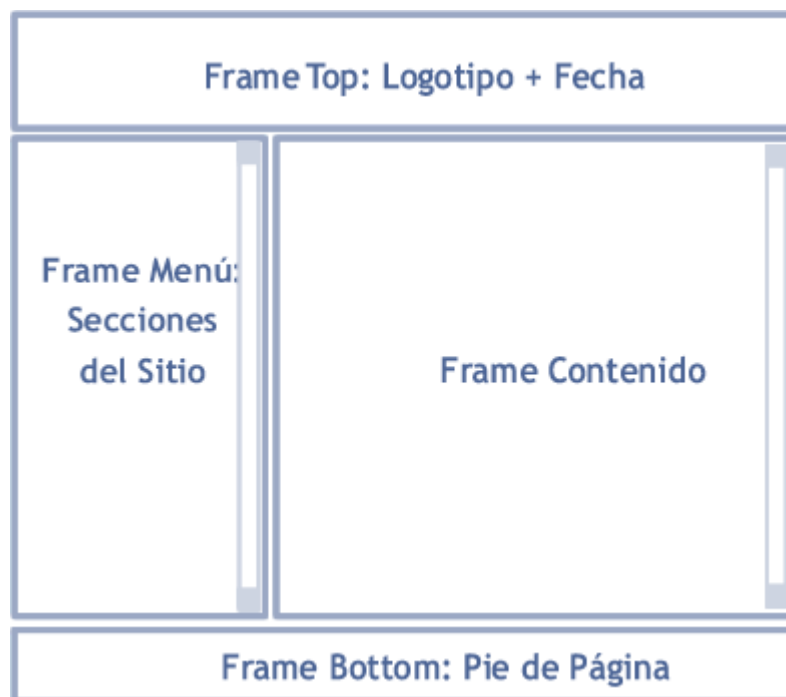 Frame Top: Logotipo + Fecha
Frame Menú:
Secciones
del Sitio
Frame Contenido
Frame Bottom: Pie de Página